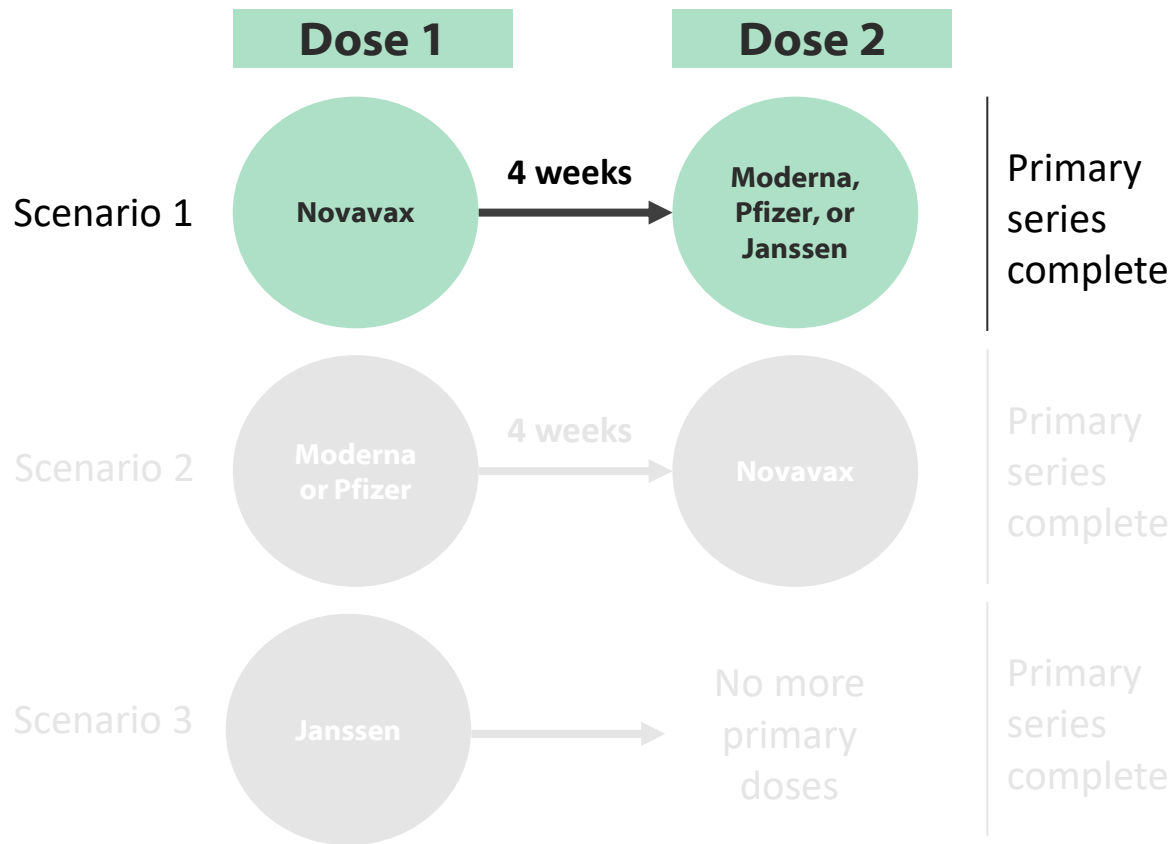 Dose 1
Dose 2
Scenario 1
Novavax
4 weeks
Moderna,
Pfizer, or
Janssen
Primary
series
complete
Scenario 2
Moderna
or Pfizer
4 weeks
Novavax
Primary
series
complete
Scenario 3
Janssen
No more
primary
doses
Primary
series
complete